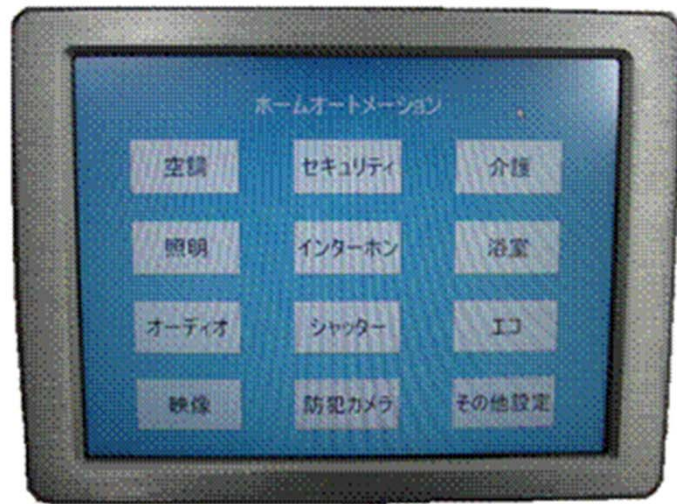 ホームオートメーション
空調 セキュリティ 介護
照明 インターホン 浴室
オーディオ シャッター エコ
映像 防犯カメラ その他設定